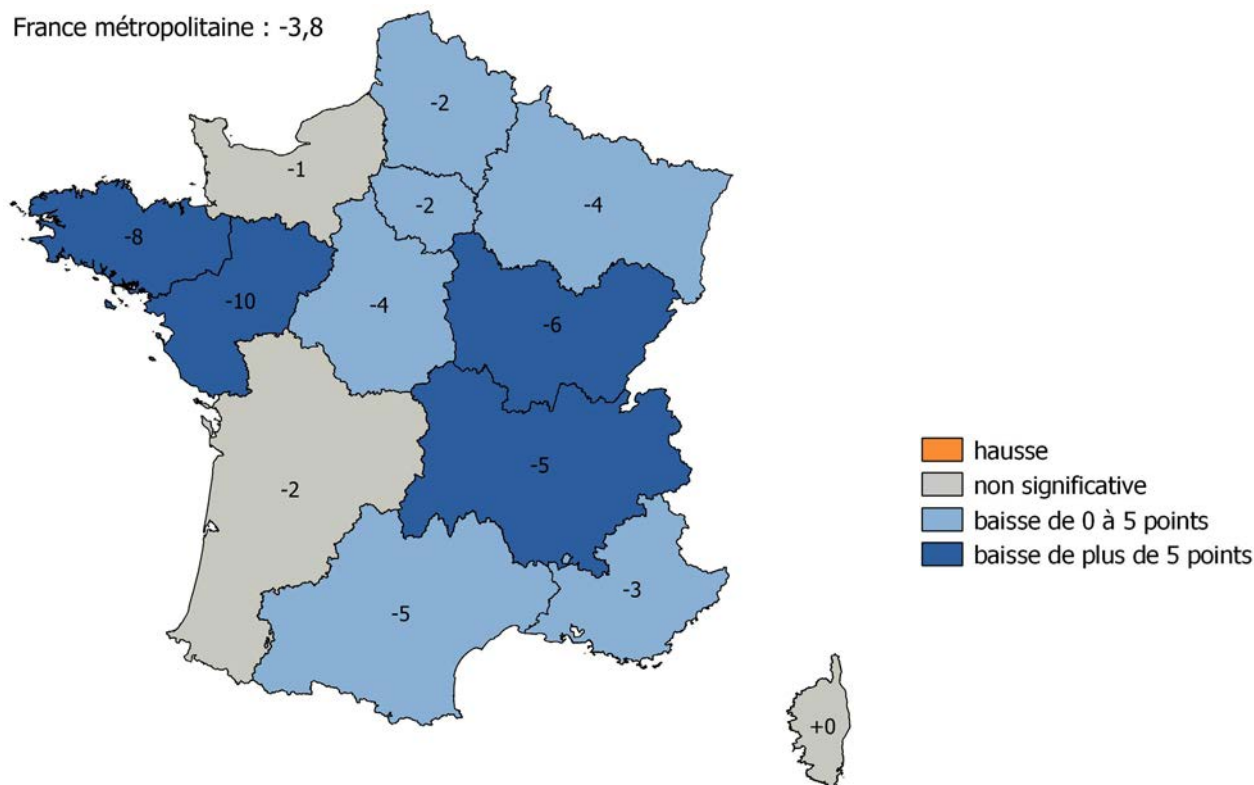 France métropolitaine : -3,8
-2
-1
-2
-4
-8
-10
-4
-6
-5
-2
-3
-5
+0
hausse
non significative
baisse de 0 à 5 points
baisse de plus de 5 points